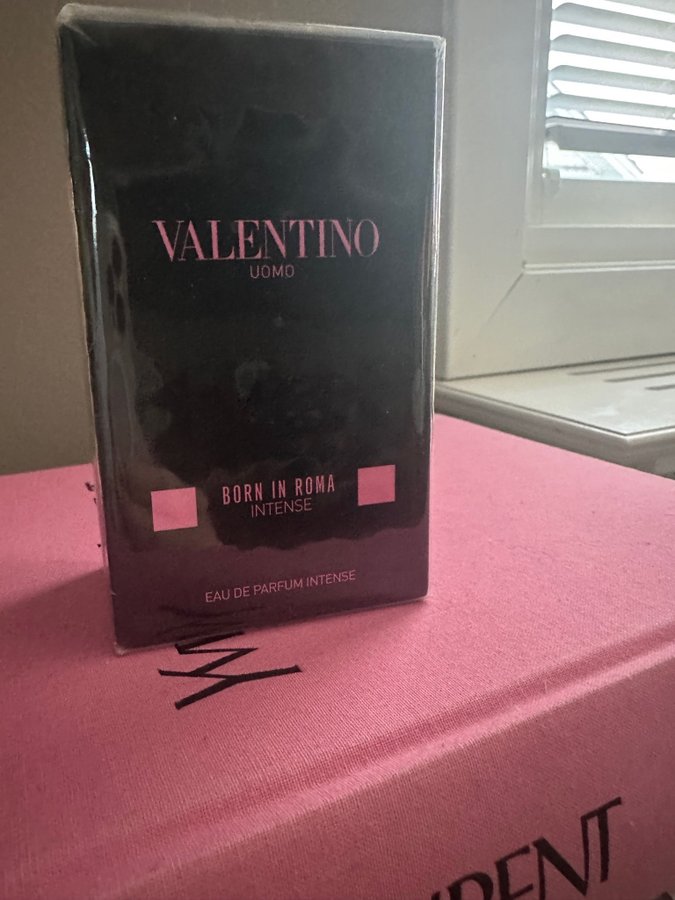 VALENTINO
UOMO
BORN IN ROMA
INTENSE
EAU DE PARFUM INTENSE